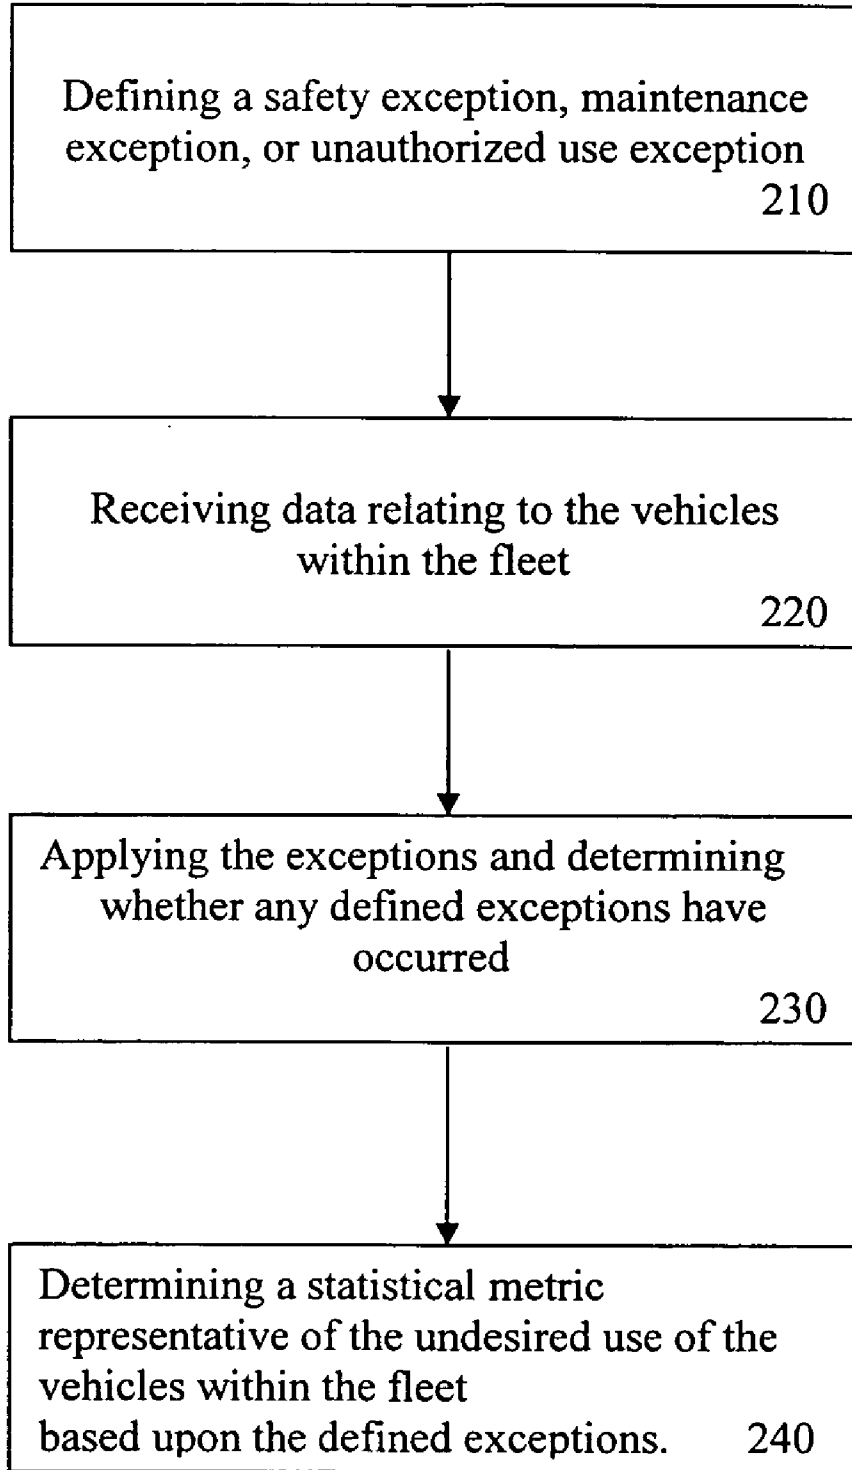 Defining a safety exception, maintenance
exception, or unauthorized use exception
210
Receiving data relating to the vehicles
within the fleet
220
Applying the exceptions and determining
whether any defined exceptions have
occurred
230
Determining a statistical metric
representative of the undesired use of the
vehicles within the fleet
based upon the defined exceptions. 240